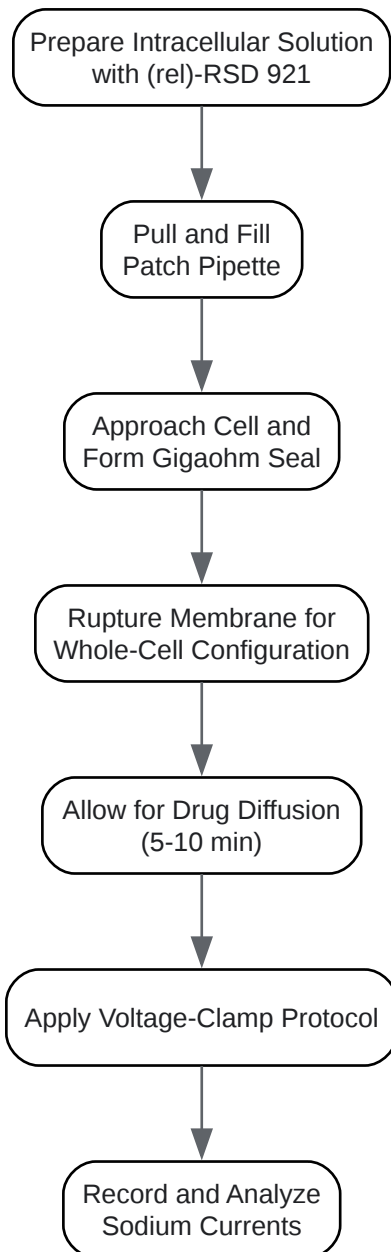 Prepare Intracellular Solution
with (rel)-RSD 921
Pull and Fill
Patch Pipette
Approach Cell and
Form Gigaohm Seal
Rupture Membrane for
Whole-Cell Configuration
Allow for Drug Diffusion
(5-10 min)
Apply Voltage-Clamp Protocol
Record and Analyze
Sodium Currents